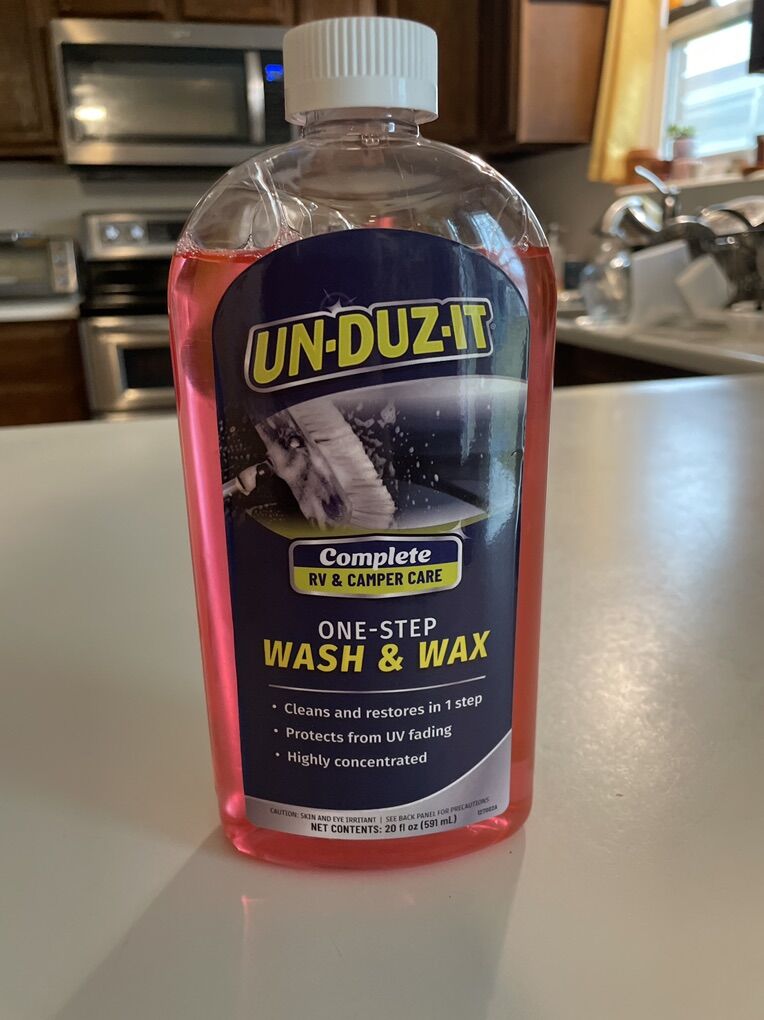 UN-DUZ-IT
Complete
RV & CAMPER CARE
ONE-STEP
WASH & WAX
• Cleans and restores in 1 step
• Protects from UV fading
• Highly concentrated
CAUTION: SKIN AND EYE IRRITANT | SEE BACK PANEL FOR PRECAUTIONS
NET CONTENTS: 20 fl oz (591 mL)